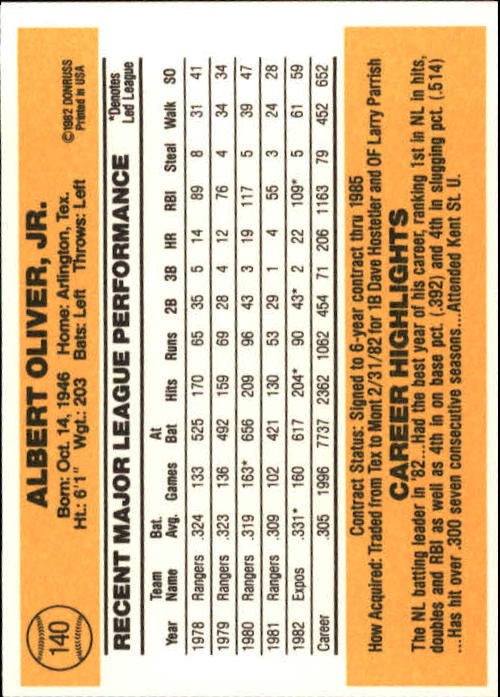 140
ALBERT OLIVER, JR.
Born: Oct. 14, 1946 Home: Arlington, Tex.
Ht.: 6'1" Wgt.: 203 Bats: Left Throws: Left
©1982 DONRUSS
Printed in USA
RECENT MAJOR LEAGUE PERFORMANCE
*Denotes
Led League
Year Team Name Bat. Avg. Games At Bat Hits Runs 2B 3B HR RBI Steal Walk SO
1978 Rangers .324 133 525 170 65 35 5 14 89 8 31 41
1979 Rangers .323 136 492 159 69 28 4 12 76 4 34 34
1980 Rangers .319 163* 656 209 96 43 3 19 117 5 39 47
1981 Rangers .309 102 421 130 53 29 1 4 55 3 24 28
1982 Expos .331* 160 617 204* 90 43* 2 22 109* 5 61 59
Career .305 1996 7737 2362 1062 454 71 206 1163 79 452 652
Contract Status: Signed to 6-year contract thru 1985
How Acquired: Traded from Tex to Mont 2/31/82 for 1B Dave Hostetler and OF Larry Parrish
CAREER HIGHLIGHTS
The NL batting leader in '82...Had the best year of his career, ranking 1st in NL in hits,
doubles and RBI as well as 4th in on base pct. (.392) and 4th in slugging pct. (.514)
...Has hit over .300 seven consecutive seasons...Attended Kent St. U.